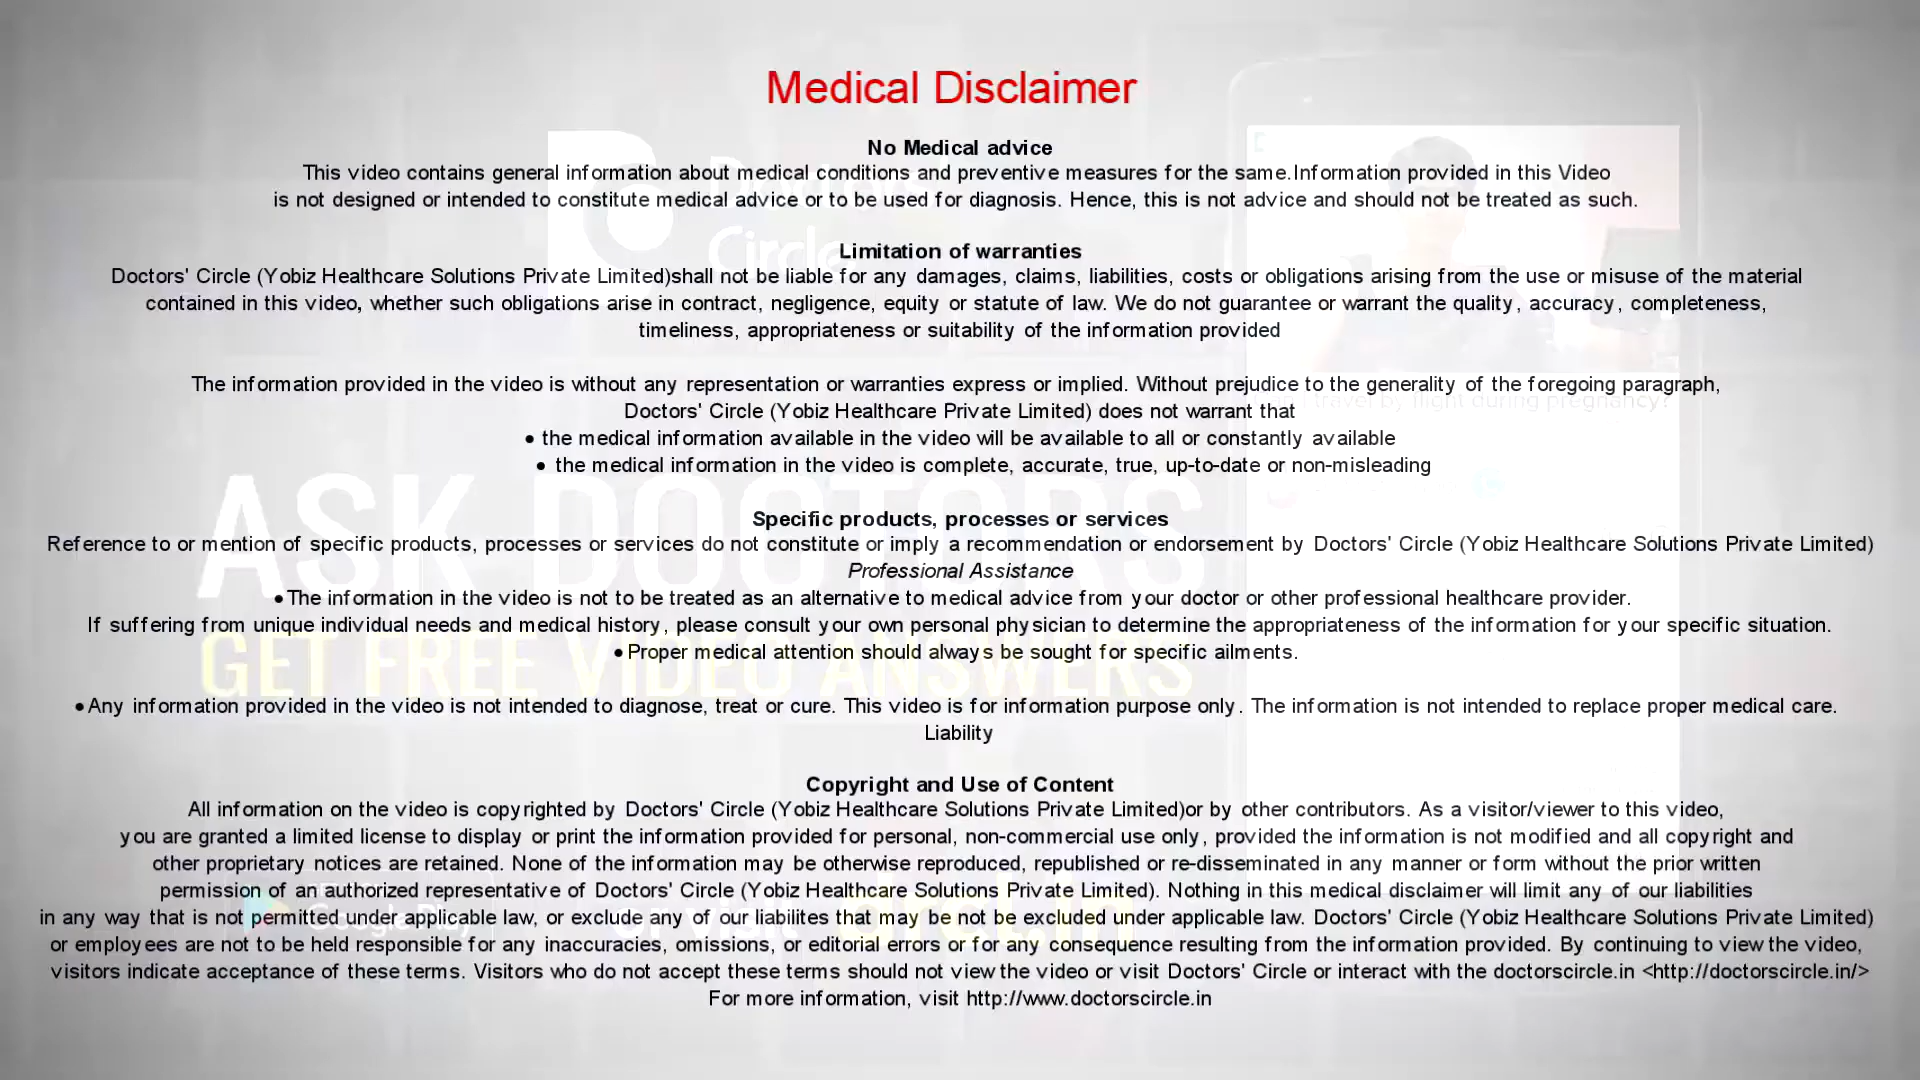 Medical Disclaimer
No Medical advice
This video contains general information about medical conditions and preventive measures for the same.Information provided in this Video
is not designed or intended to constitute medical advice or to be used for diagnosis. Hence, this is not advice and should not be treated as such.
Doctors
Circle
Limitation of warranties
Doctors' Circle (Yobiz Healthcare Solutions Private Limited)shall not be liable for any damages, claims, liabilities, costs or obligations arising from the use or misuse of the material
contained in this video, whether such obligations arise in contract, negligence, equity or statute of law. We do not guarantee or warrant the quality, accuracy, completeness,
timeliness, appropriateness or suitability of the information provided
The information provided in the video is without any representation or warranties express or implied. Without prejudice to the generality of the foregoing paragraph,
Can I travel by flight during pregnancy?
Doctors' Circle (Yobiz Healthcare Private Limited) does not warrant that
• the medical information available in the video will be available to all or constantly available
• the medical information in the video is complete, accurate, true, up-to-date or non-misleading
ASK DOCTORS
Specific products, processes or services
Reference to or mention of specific products, processes or services do not constitute or imply a recommendation or endorsement by Doctors' Circle (Yobiz Healthcare Solutions Private Limited)
Professional Assistance
•The information in the video is not to be treated as an alternative to medical advice from your doctor or other professional healthcare provider.
If suffering from unique individual needs and medical history, please consult your own personal physician to determine the appropriateness of the information for your specific situation.
•Proper medical attention should always be sought for specific ailments.
GET FREE VIDEO ANSWERS
•Any information provided in the video is not intended to diagnose, treat or cure. This video is for information purpose only. The information is not intended to replace proper medical care.
Liability
Copyright and Use of Content
All information on the video is copyrighted by Doctors' Circle (Yobiz Healthcare Solutions Private Limited)or by other contributors. As a visitor/viewer to this video,
you are granted a limited license to display or print the information provided for personal, non-commercial use only, provided the information is not modified and all copyright and
other proprietary notices are retained. None of the information may be otherwise reproduced, republished or re-disseminated in any manner or form without the prior written
permission of an authorized representative of Doctors' Circle (Yobiz Healthcare Solutions Private Limited). Nothing in this medical disclaimer will limit any of our liabilities
in any way that is not permitted under applicable law, or exclude any of our liabilites that may be not be excluded under applicable law. Doctors' Circle (Yobiz Healthcare Solutions Private Limited)
Google Play
or visit drcl.in
or employees are not to be held responsible for any inaccuracies, omissions, or editorial errors or for any consequence resulting from the information provided. By continuing to view the video,
visitors indicate acceptance of these terms. Visitors who do not accept these terms should not view the video or visit Doctors' Circle or interact with the doctorscircle.in <http://doctorscircle.in/>
For more information, visit http://www.doctorscircle.in